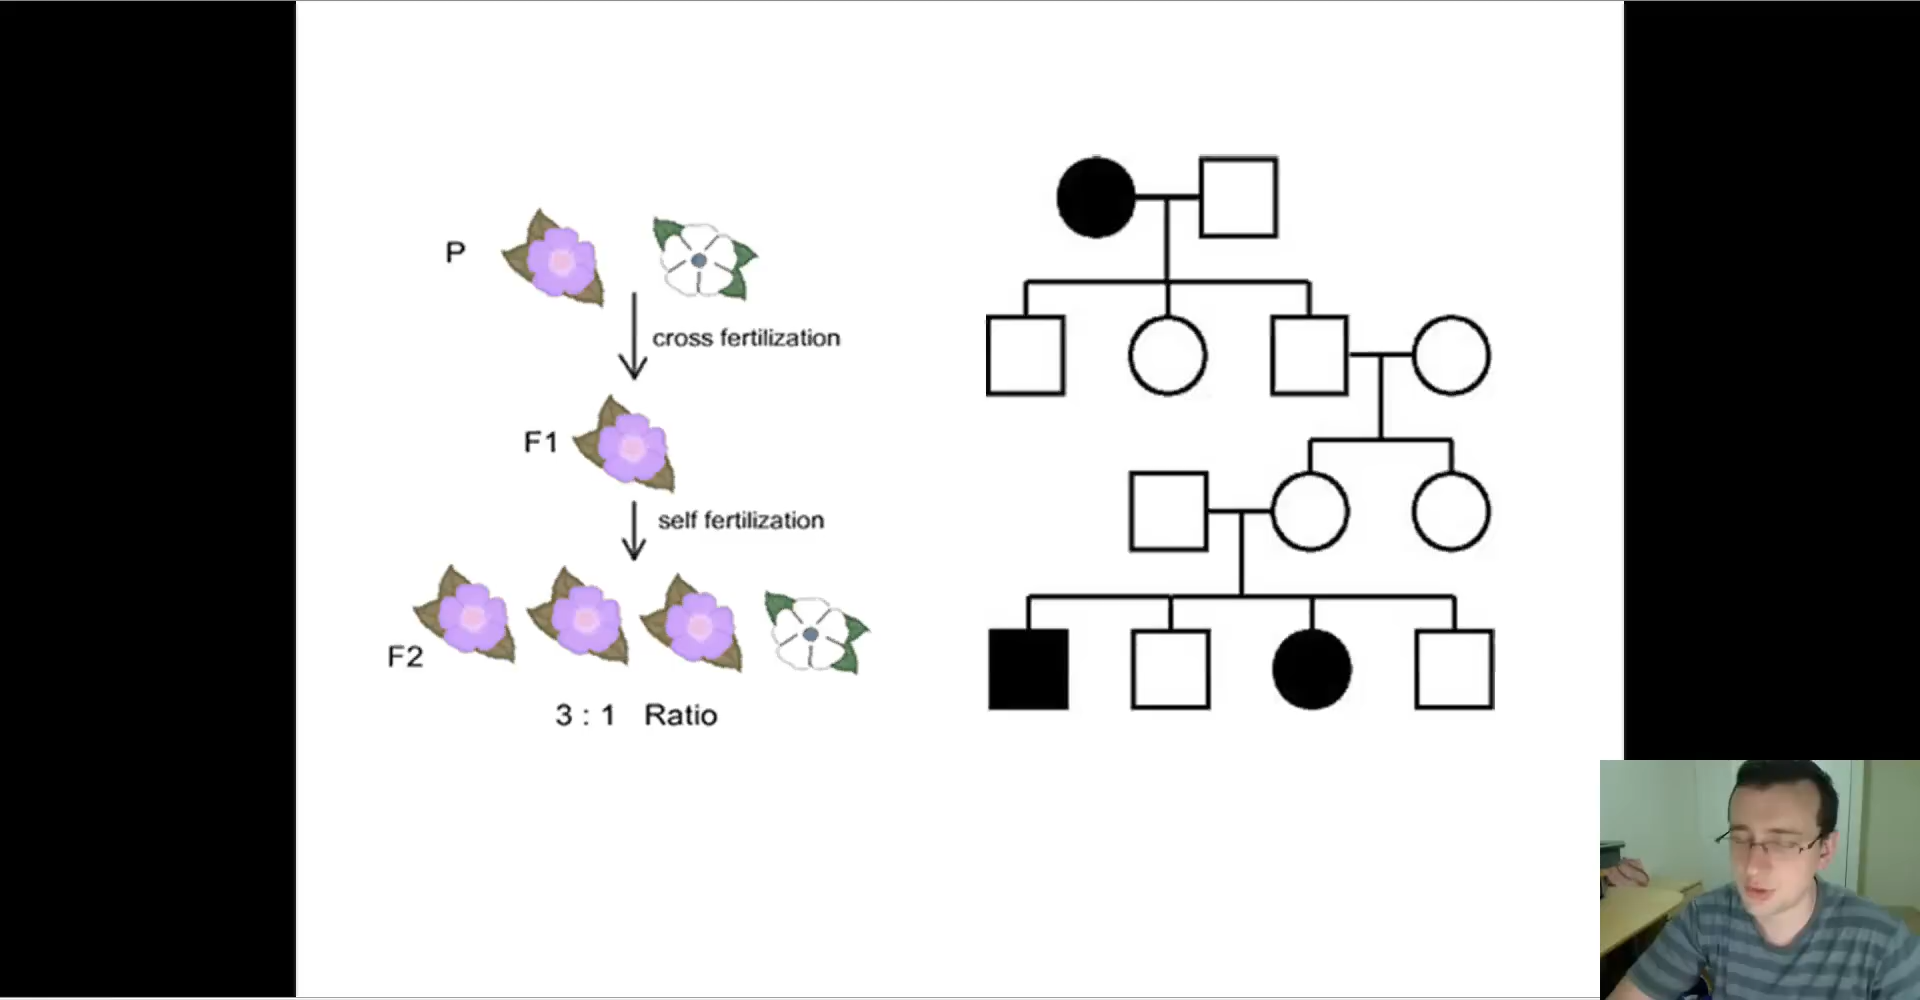 P
cross fertilization
F1
self fertilization
F2
3 : 1 Ratio